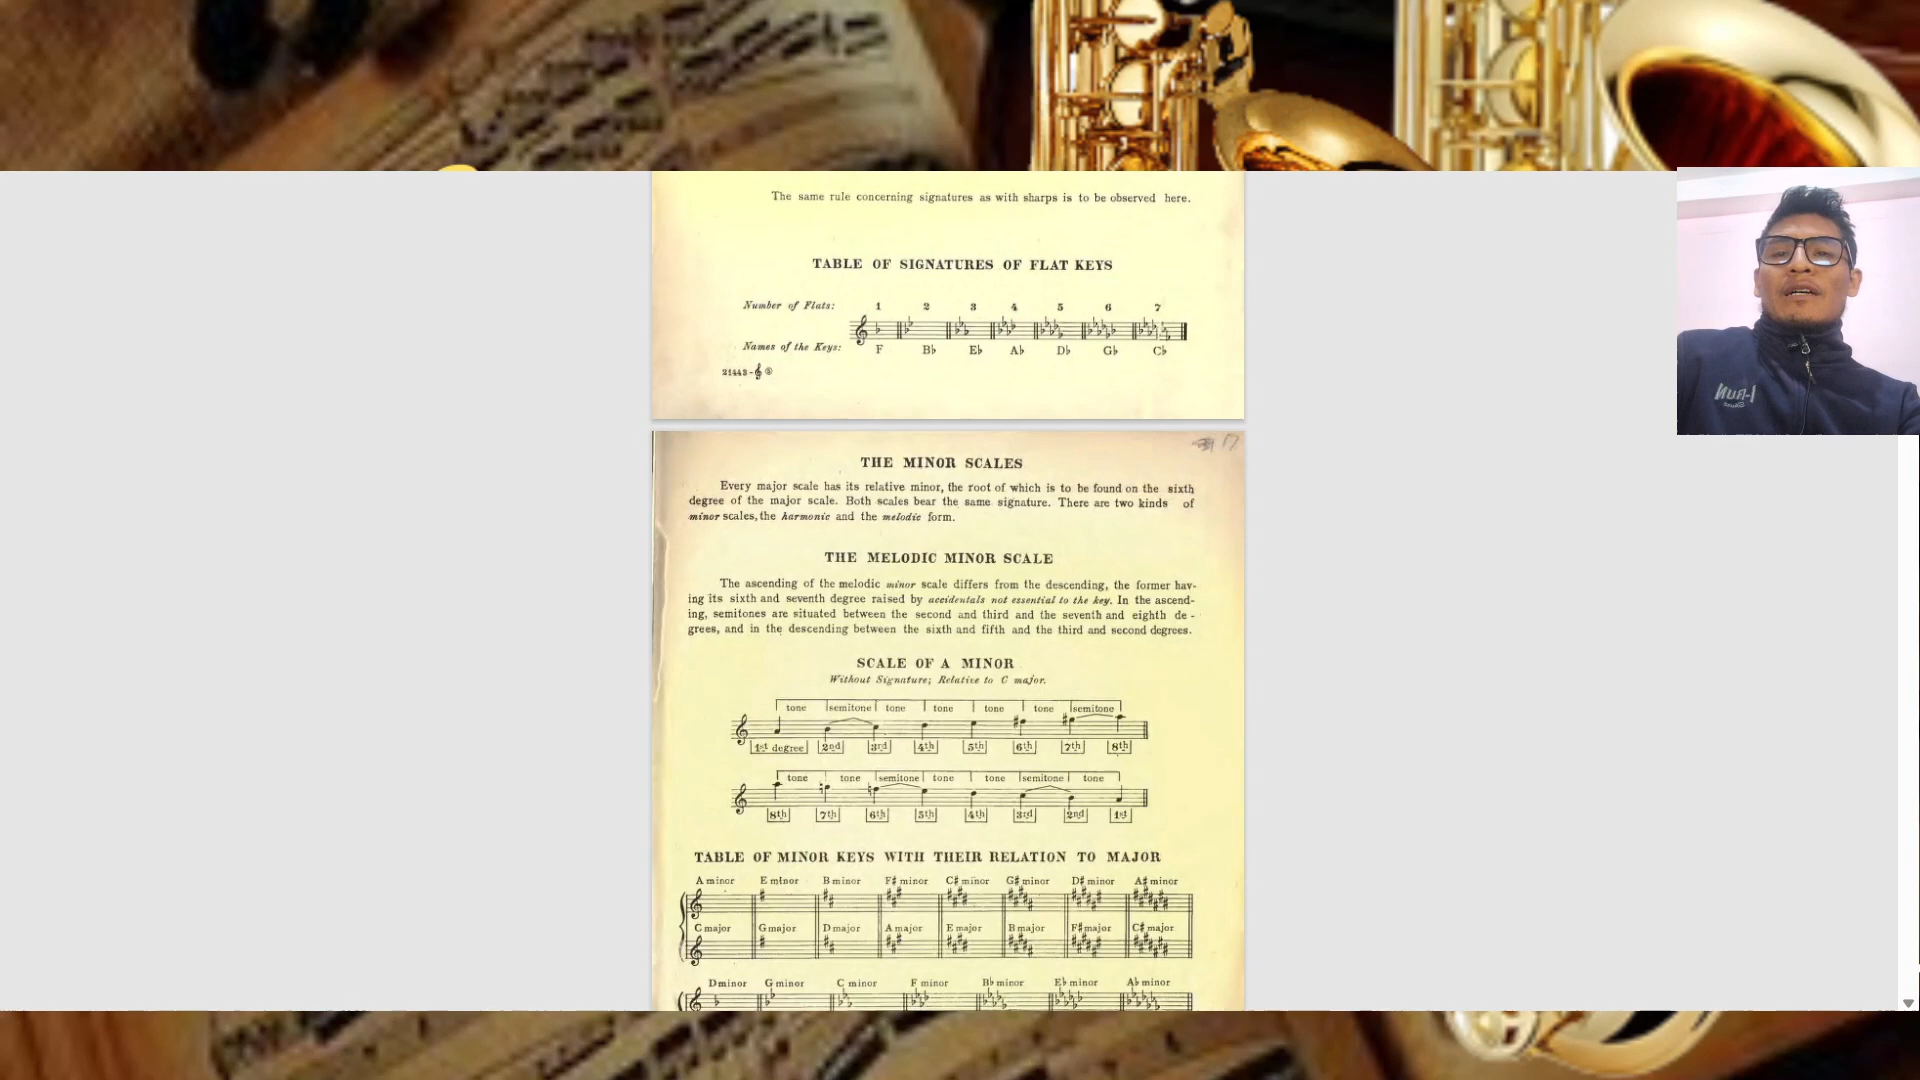 The same rule concerning signatures as with sharps is to be observed here.
TABLE OF SIGNATURES OF FLAT KEYS
Number of Flats: 1 2 3 4 5 6 7
Names of the Keys: F B♭ E♭ A♭ D♭ G♭ C♭
21443 -
17
THE MINOR SCALES
Every major scale has its relative minor, the root of which is to be found on the sixth
degree of the major scale. Both scales bear the same signature. There are two kinds of
minor scales, the harmonic and the melodic form.
THE MELODIC MINOR SCALE
The ascending of the melodic minor scale differs from the descending, the former hav-
ing its sixth and seventh degree raised by accidentals not essential to the key. In the ascend-
ing, semitones are situated between the second and third and the seventh and eighth de-
grees, and in the descending between the sixth and fifth and the third and second degrees.
SCALE OF A MINOR
Without Signature; Relative to C major.
tone semitone tone tone tone tone semitone
1st degree 2nd 3rd 4th 5th 6th 7th 8th
tone tone semitone tone tone semitone tone
8th 7th 6th 5th 4th 3rd 2nd 1st
TABLE OF MINOR KEYS WITH THEIR RELATION TO MAJOR
A minor E minor B minor F♯ minor C♯ minor G♯ minor D♯ minor A♯ minor
C major G major D major A major E major B major F♯ major C♯ major
D minor G minor C minor F minor B♭ minor E♭ minor A♭ minor